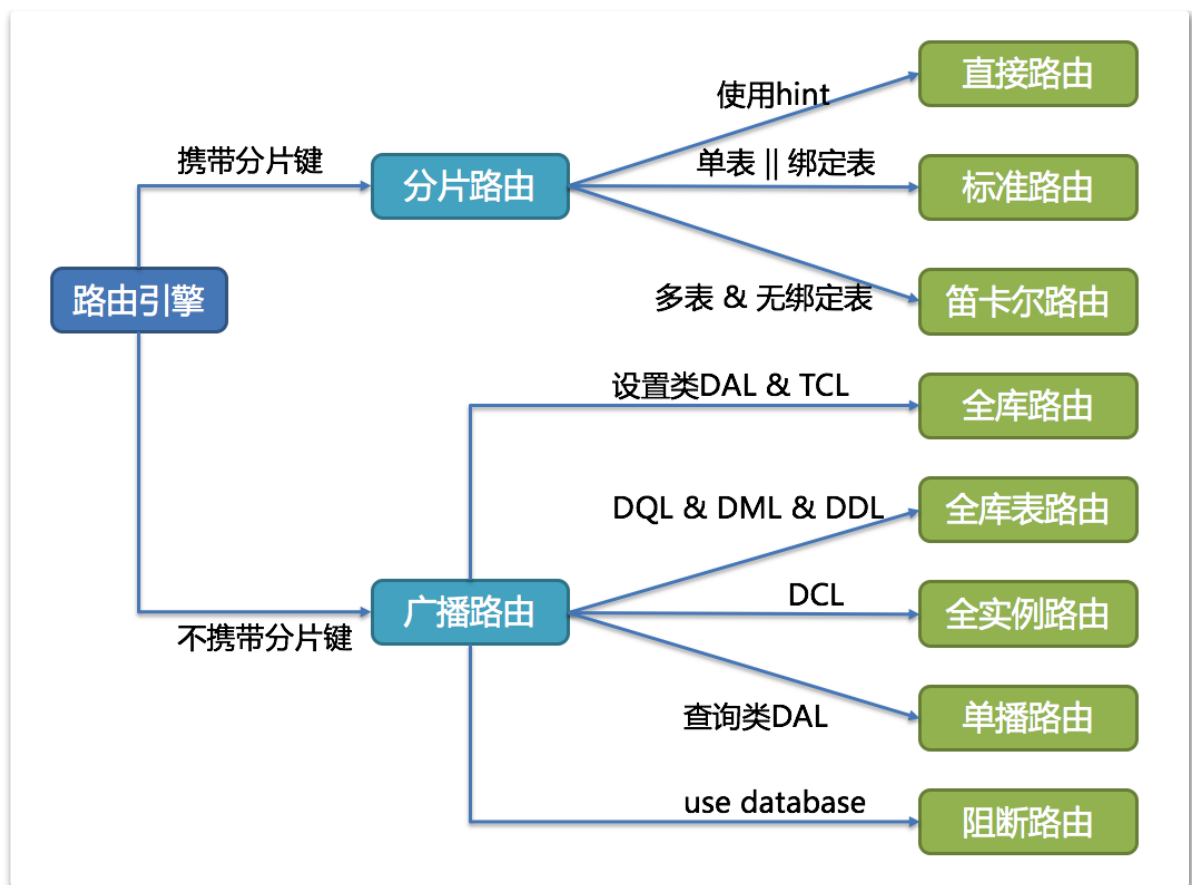 使用hint
直接路由
携带分片键
分片路由
单表 || 绑定表
标准路由
路由引擎
多表 & 无绑定表
笛卡尔路由
设置类DAL & TCL
全库路由
DQL & DML & DDL
全库表路由
广播路由
DCL
全实例路由
不携带分片键
查询类DAL
单播路由
use database
阻断路由